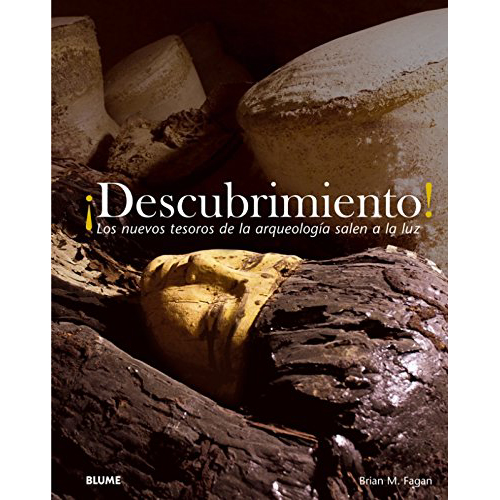 ¡Descubrimiento!
Los nuevos tesoros de la arqueología salen a la luz
BLUME
Brian M. Fagan